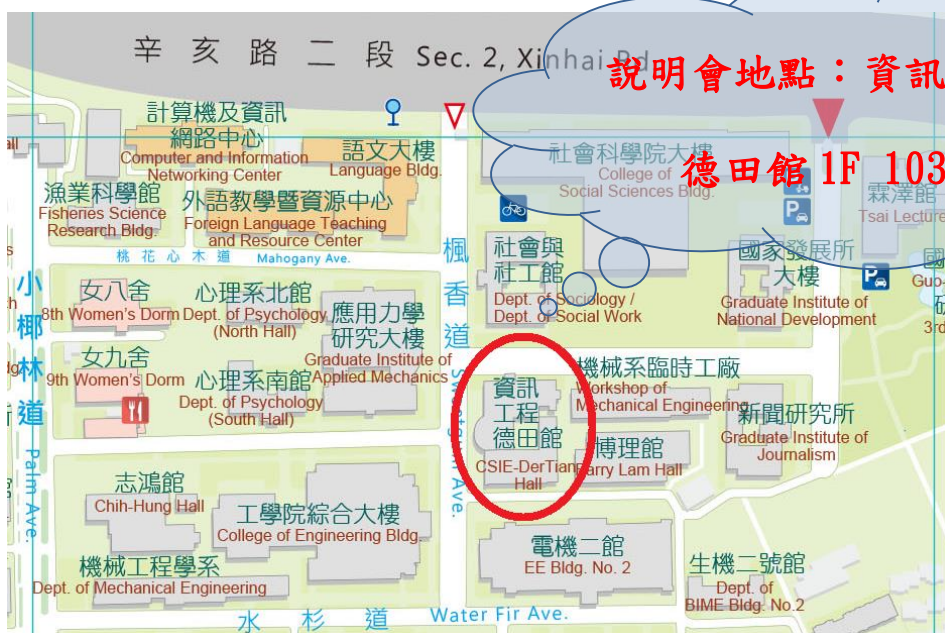 辛亥路二段 Sec. 2, Xinhai Rd.
說明會地點：資訊
德田館 1F 103
計算機及資訊
網路中心
Computer and Information
Networking Center
語文大樓
Language Bldg.
社會科學院大樓
College of
Social Sciences Bldg.
漁業科學館
Fisheries Science
Research Bldg.
外語教學暨資源中心
Foreign Language Teaching
and Resource Center
霖澤館
Tsai Lecture
桃花心木道 Mahogany Ave.
楓香道
Sweetgum Ave.
社會與
社工館
Dept. of Sociology /
Dept. of Social Work
國家發展所
大樓
Graduate Institute of
National Development
小椰林道
Palm Ave.
女八舍
8th Women's Dorm
心理系北館
Dept. of Psychology
(North Hall)
應用力學
研究大樓
Graduate Institute of
Applied Mechanics
女九舍
9th Women's Dorm
心理系南館
Dept. of Psychology
(South Hall)
資訊
工程
德田館
CSIE-DerTian
Hall
機械系臨時工廠
Workshop of
Mechanical Engineering
博理館
Barry Lam Hall
新聞研究所
Graduate Institute of
Journalism
志鴻館
Chih-Hung Hall
工學院綜合大樓
College of Engineering Bldg.
電機二館
EE Bldg. No. 2
機械工程學系
Dept. of Mechanical Engineering
生機二號館
Dept. of
BIME Bldg. No.2
水杉道 Water Fir Ave.